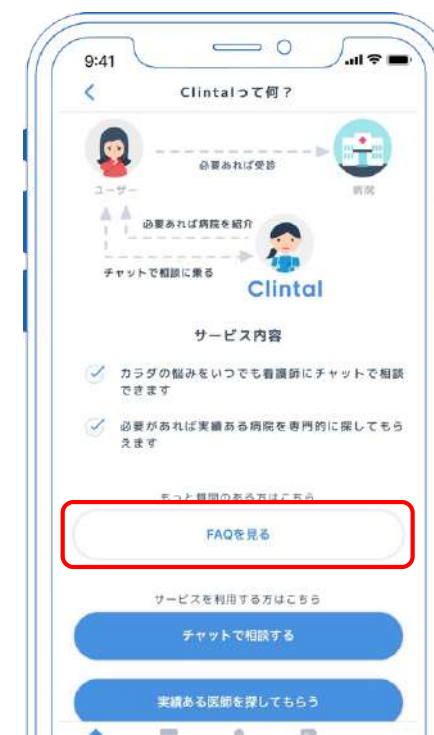 9:41
Clintalって何？
必要あれば受診
ユーザー
病院
必要あれば病院を紹介
チャットで相談に乗る
Clintal
サービス内容
カラダの悩みをいつでも看護師にチャットで相談
できます
必要があれば実績ある病院を専門的に探してもら
えます
もっと質問のある方はこちら
FAQを見る
サービスを利用する方はこちら
チャットで相談する
実績ある医師を探してもらう